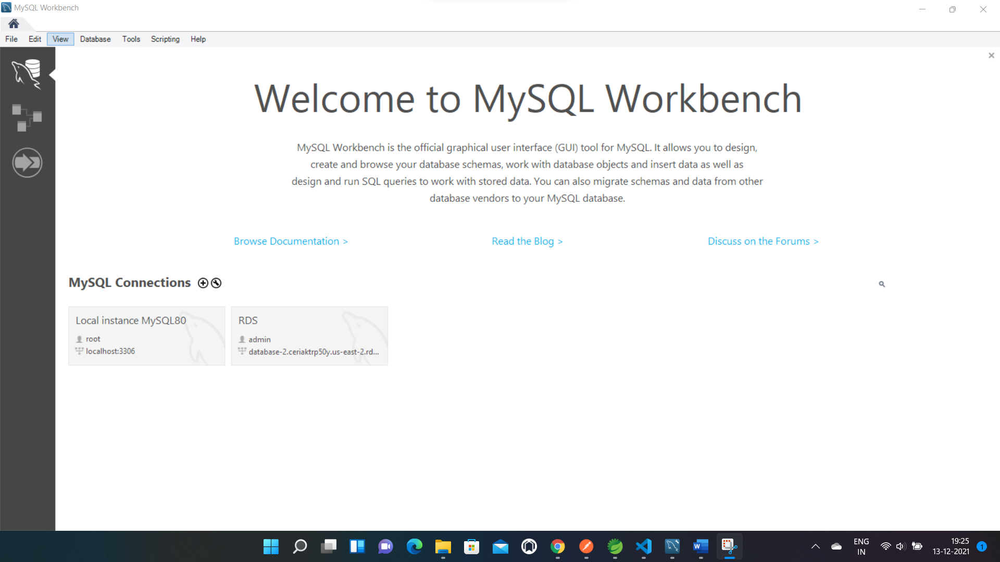 MySQL Workbench
File Edit View Database Tools Scripting Help
Welcome to MySQL Workbench
MySQL Workbench is the official graphical user interface (GUI) tool for MySQL. It allows you to design,
create and browse your database schemas, work with database objects and insert data as well as
design and run SQL queries to work with stored data. You can also migrate schemas and data from other
database vendors to your MySQL database.
Browse Documentation > Read the Blog > Discuss on the Forums >
MySQL Connections
Local instance MySQL80
root
localhost:3306
RDS
admin
database-2.ceriaktrp50y.us-east-2.rd...
ENG
IN
19:25
13-12-2021
1